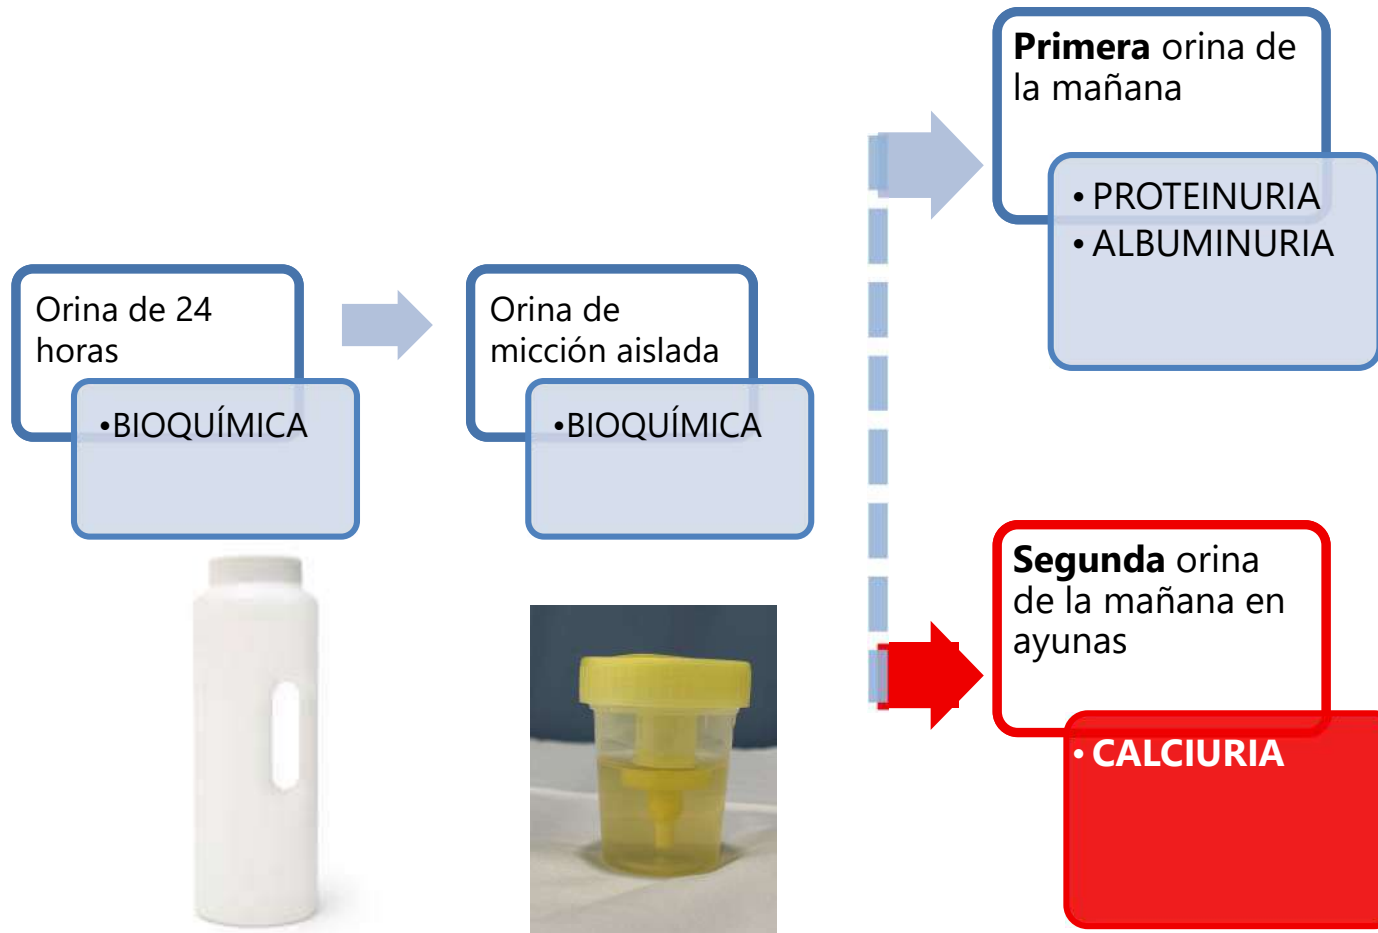 Orina de 24
horas
•BIOQUÍMICA
Orina de
micción aislada
•BIOQUÍMICA
Primera orina de
la mañana
• PROTEINURIA
• ALBUMINURIA
Segunda orina
de la mañana en
ayunas
• CALCIURIA